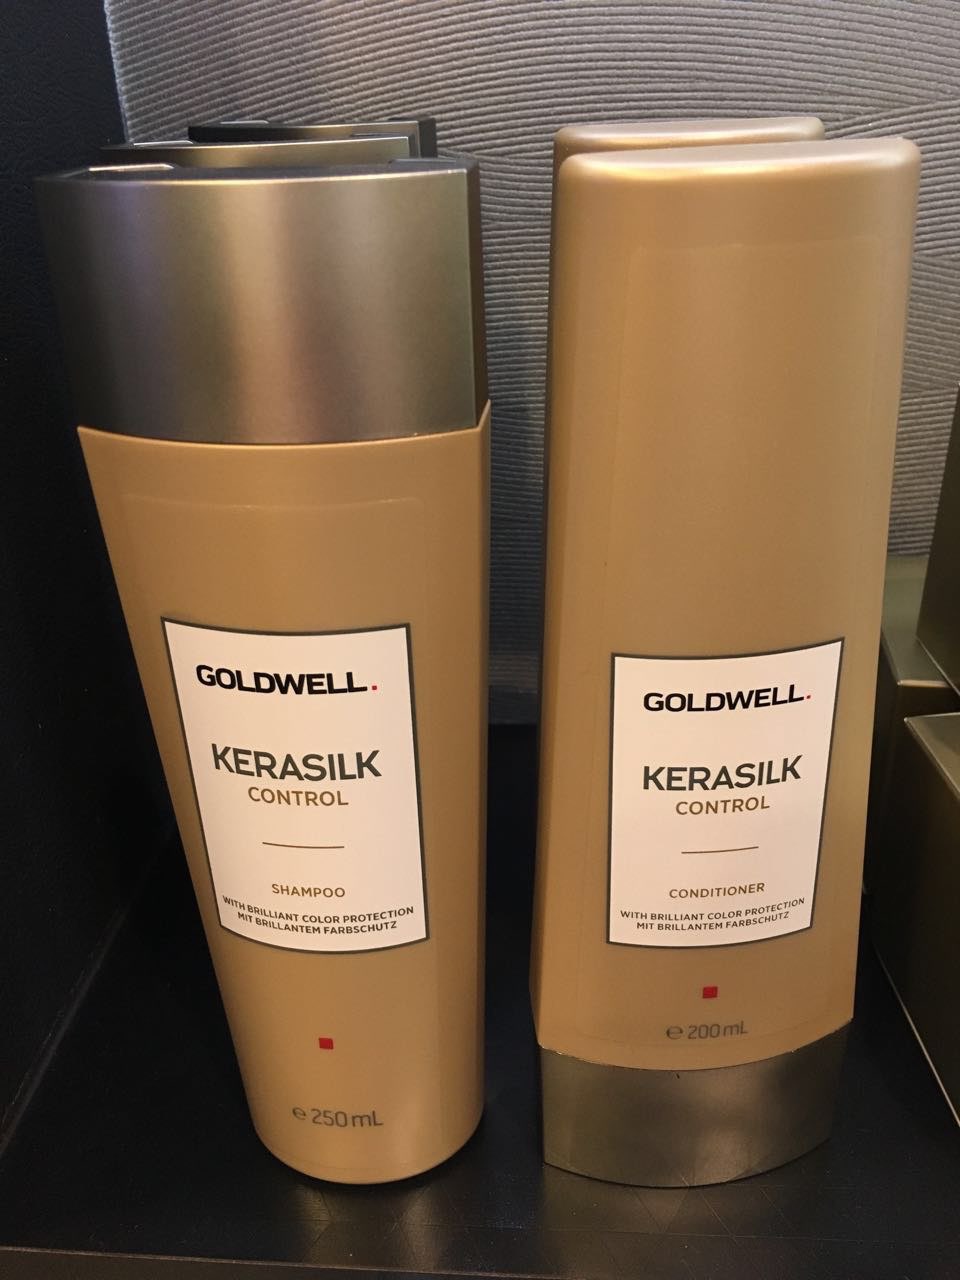 GOLDWELL.
KERASILK
CONTROL
SHAMPOO
WITH BRILLIANT COLOR PROTECTION
MIT BRILLANTEM FARBSCHUTZ
℮ 250 mL
GOLDWELL.
KERASILK
CONTROL
CONDITIONER
WITH BRILLIANT COLOR PROTECTION
MIT BRILLANTEM FARBSCHUTZ
℮ 200 mL